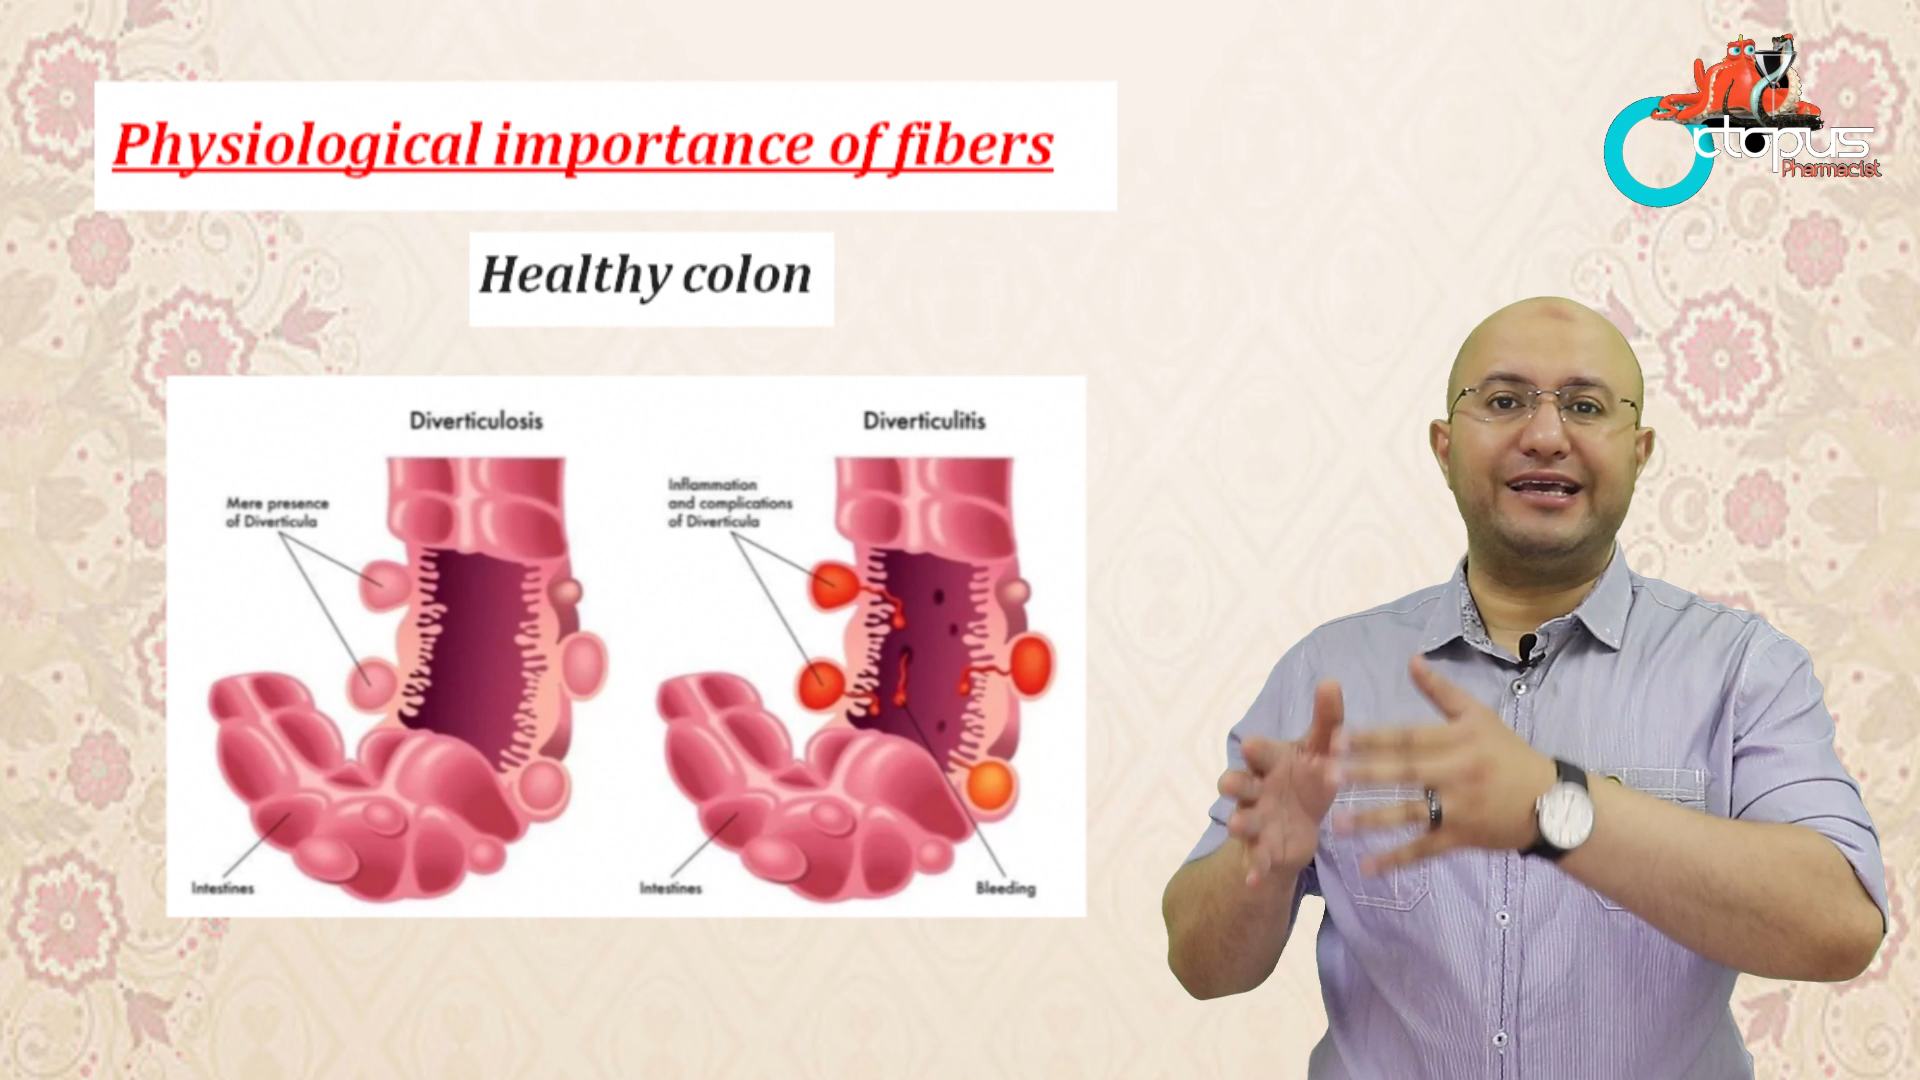 Physiological importance of fibers
Octopus
Pharmacist
Healthy colon
Diverticulosis
Diverticulitis
Mere presence
of Diverticula
Inflammation
and complications
of Diverticula
Intestines
Intestines
Bleeding